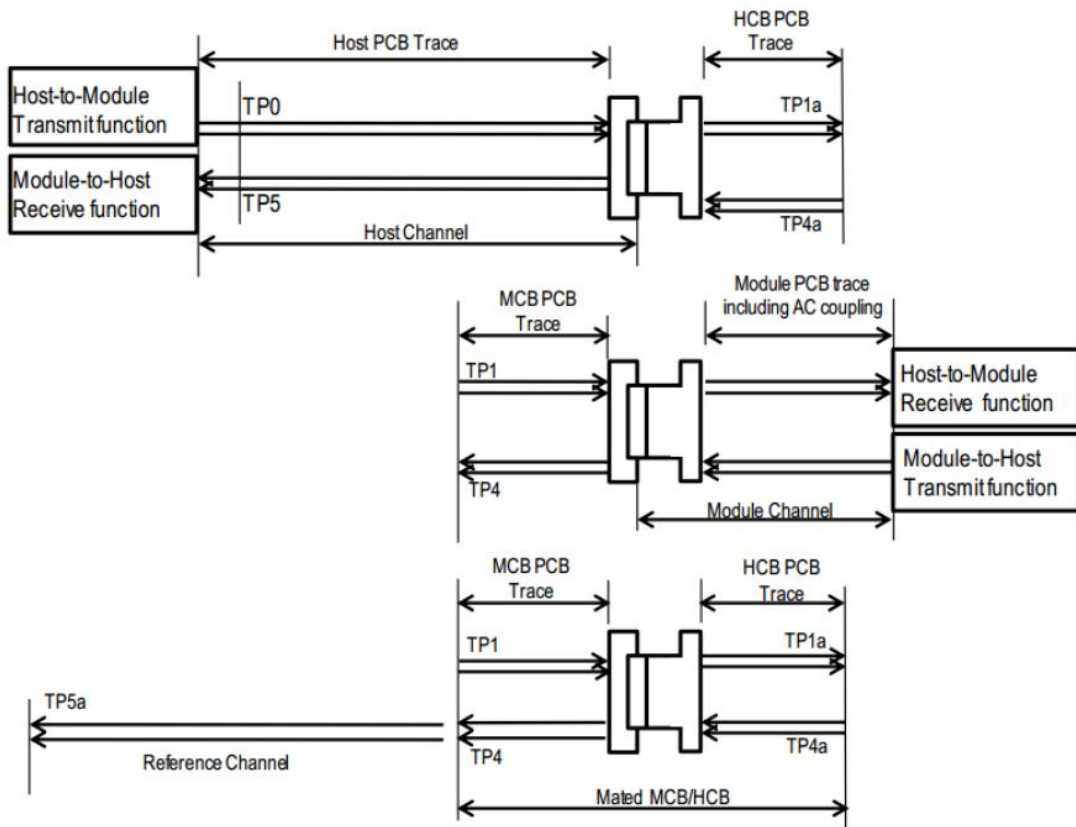 Host PCB Trace
HCB PCB
Trace
Host-to-Module
Transmit function
TP0
TP1a
Module-to-Host
Receive function
TP5
TP4a
Host Channel
MCB PCB
Trace
Module PCB trace
including AC coupling
TP1
Host-to-Module
Receive function
TP4
Module-to-Host
Transmit function
Module Channel
MCB PCB
Trace
HCB PCB
Trace
TP1
TP1a
TP5a
TP4
TP4a
Reference Channel
Mated MCB/HCB